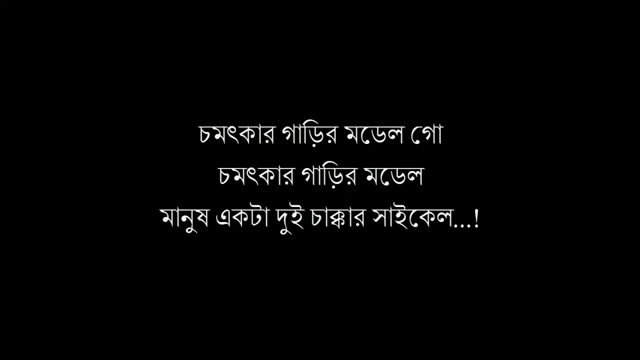 চমৎকার গাড়ির মডেল গো
চমৎকার গাড়ির মডেল
মানুষ একটা দুই চাক্কার সাইকেল...!